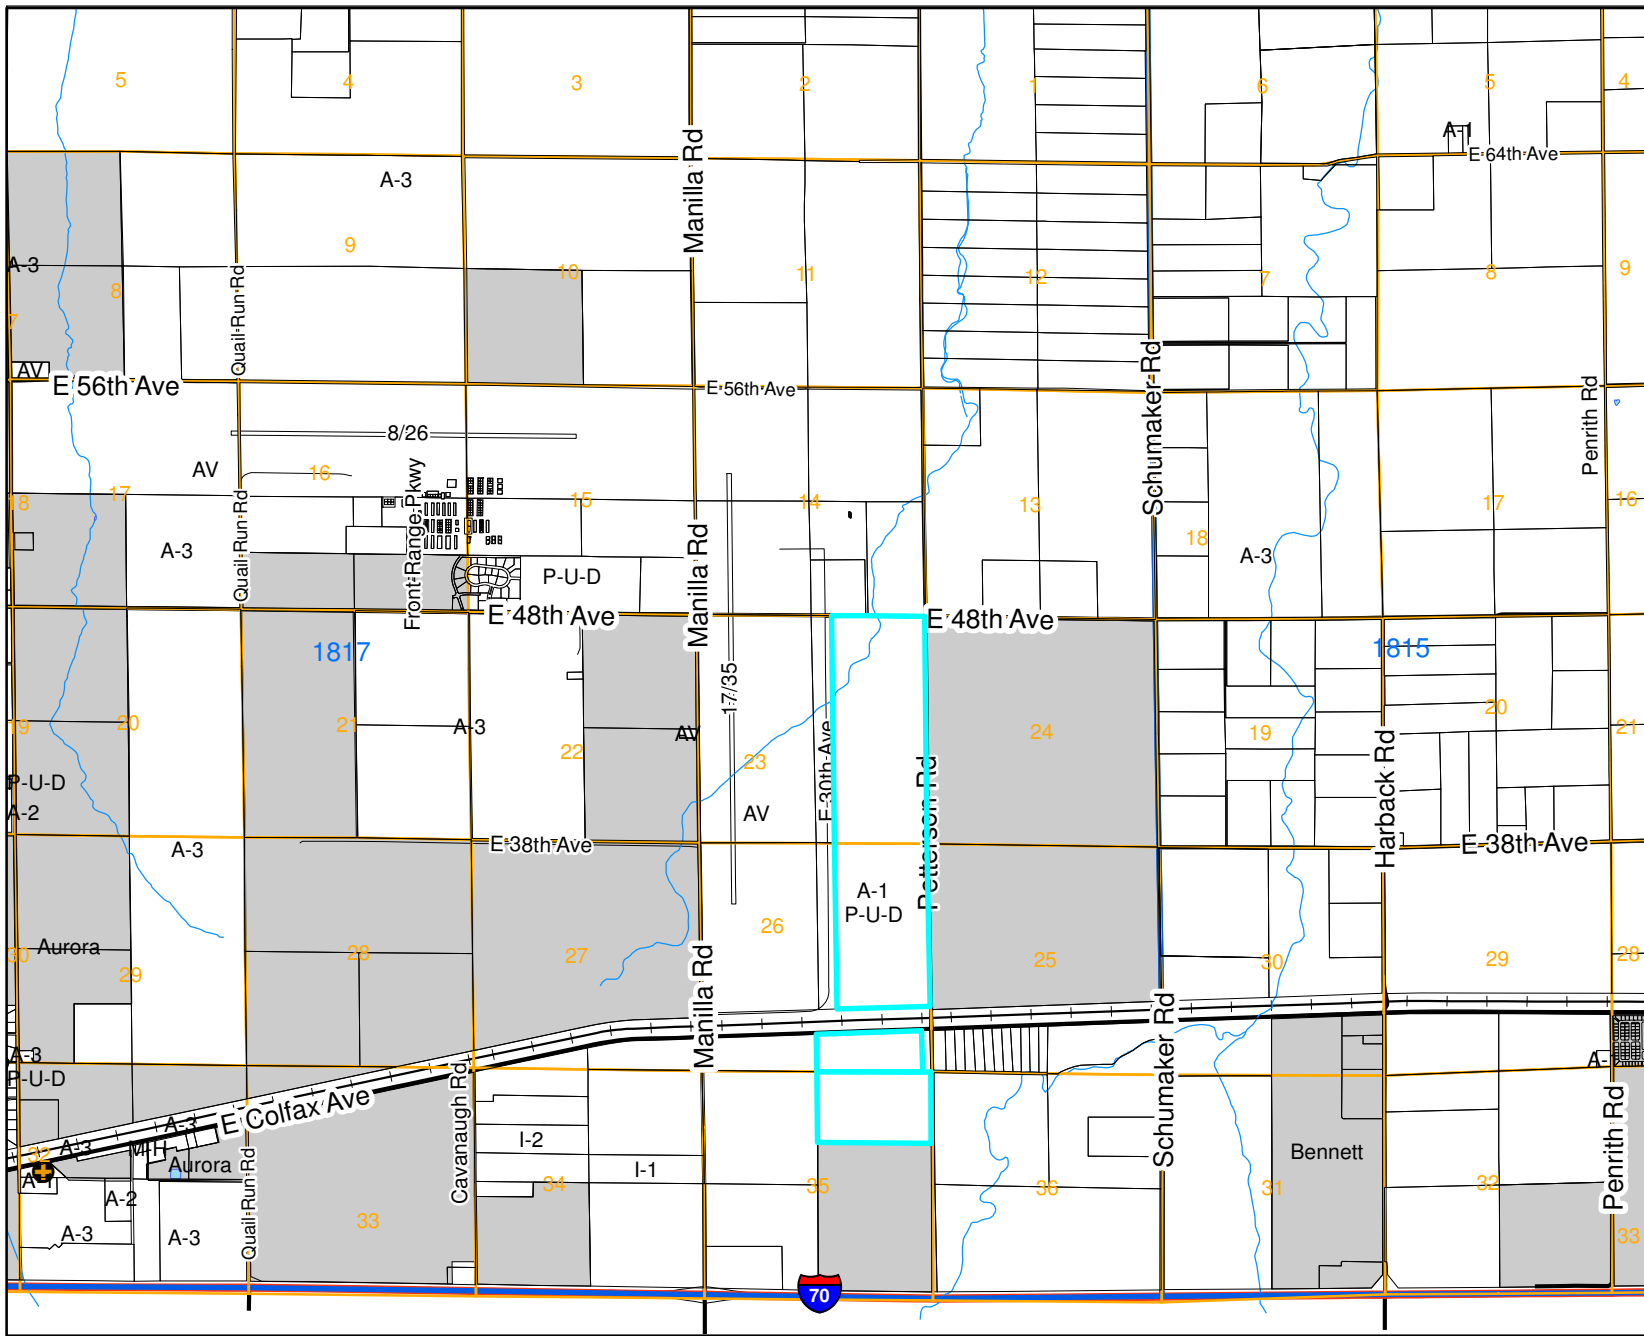 5
4
3
2
1
6
5
4
A-1
E 64th Ave
Manilla Rd
A-3
9
A-3
8
10
11
12
7
8
9
7
Quail Run Rd
AV
E 56th Ave
E 56th Ave
Schumaker Rd
Penrith Rd
8/26
AV
16
Front Range Pkwy
18
17
15
14
13
17
16
Quail Run Rd
A-3
18
A-3
Manilla Rd
P-U-D
E 48th Ave
E 48th Ave
1817
1815
17/35
19
20
21
A-3
22
AV
23
E 30th Ave
24
19
20
21
P-U-D
A-2
AV
Petterson Rd
Harback Rd
A-3
E 38th Ave
E 38th Ave
A-1
P-U-D
26
Aurora
30
29
28
27
25
30
29
28
Manilla Rd
Schumaker Rd
A-3
P-U-D
Cavanaugh Rd
E Colfax Ave
A-3
A-3
M-H
32
Aurora
I-2
I-1
Bennett
Penrith Rd
A-1
A-2
Quail Run Rd
34
35
36
31
32
A-3
A-3
33
33
70